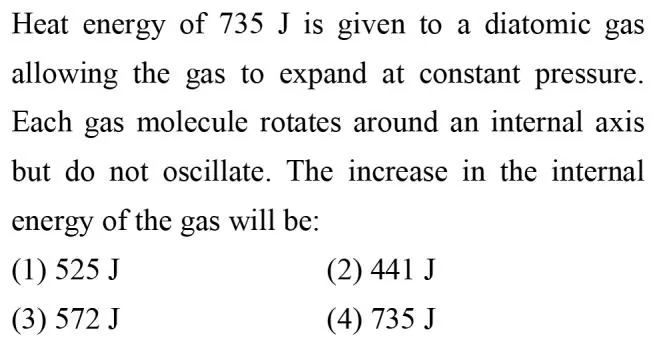 Heat energy of 735 J is given to a diatomic gas
allowing the gas to expand at constant pressure.
Each gas molecule rotates around an internal axis
but do not oscillate. The increase in the internal
energy of the gas will be:
(1) 525 J (2) 441 J
(3) 572 J (4) 735 J